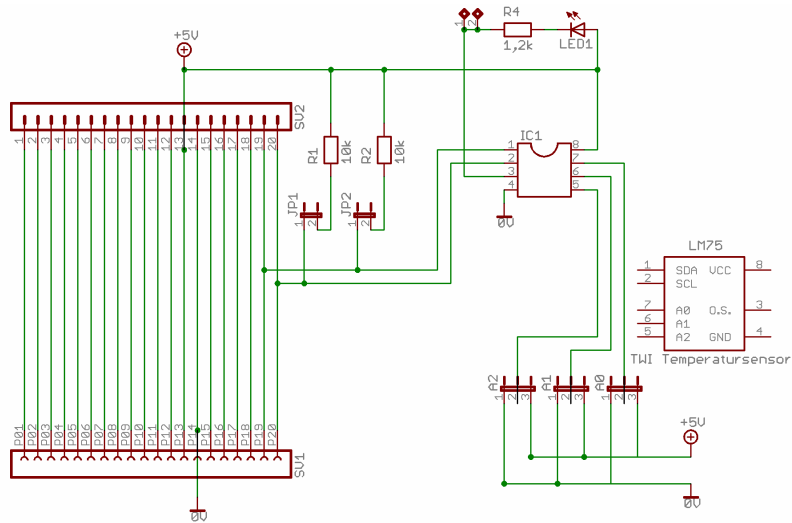 +5V
R4
1,2k
LED1
1 2
SV2
1 2 3 4 5 6 7 8 9 10 11 12 13 14 15 16 17 18 19 20
R1
10k
R2
10k
IC1
1 8
2 7
3 6
4 5
JP1
1 2
JP2
1 2
0V
LM75
1 SDA VCC 8
2 SCL
7 A0 O.S. 3
6 A1
5 A2 GND 4
TWI Temperatursensor
A2
1 2 3
A1
1 2 3
A0
1 2 3
P01 P02 P03 P04 P05 P06 P07 P08 P09 P10 P11 P12 P13 P14 P15 P16 P17 P18 P19 P20
SV1
+5V
0V
0V